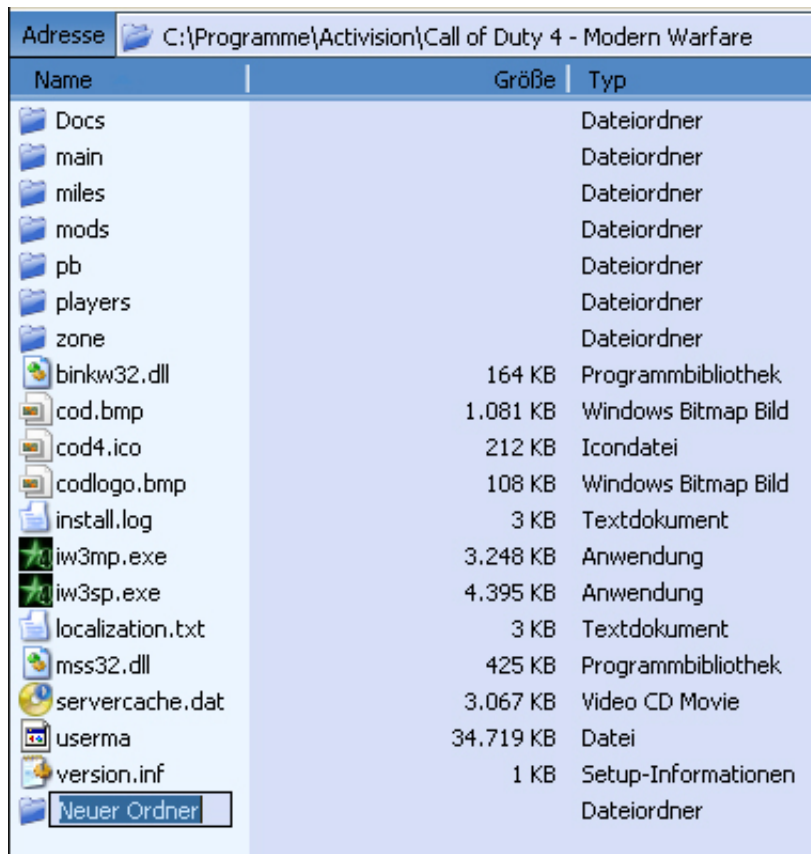 Adresse C:\Programme\Activision\Call of Duty 4 - Modern Warfare
Name Größe Typ
Docs Dateiordner
main Dateiordner
miles Dateiordner
mods Dateiordner
pb Dateiordner
players Dateiordner
zone Dateiordner
binkw32.dll 164 KB Programmbibliothek
cod.bmp 1.081 KB Windows Bitmap Bild
cod4.ico 212 KB Icondatei
codlogo.bmp 108 KB Windows Bitmap Bild
install.log 3 KB Textdokument
iw3mp.exe 3.248 KB Anwendung
iw3sp.exe 4.395 KB Anwendung
localization.txt 3 KB Textdokument
mss32.dll 425 KB Programmbibliothek
servercache.dat 3.067 KB Video CD Movie
userma 34.719 KB Datei
version.inf 1 KB Setup-Informationen
Neuer Ordner Dateiordner